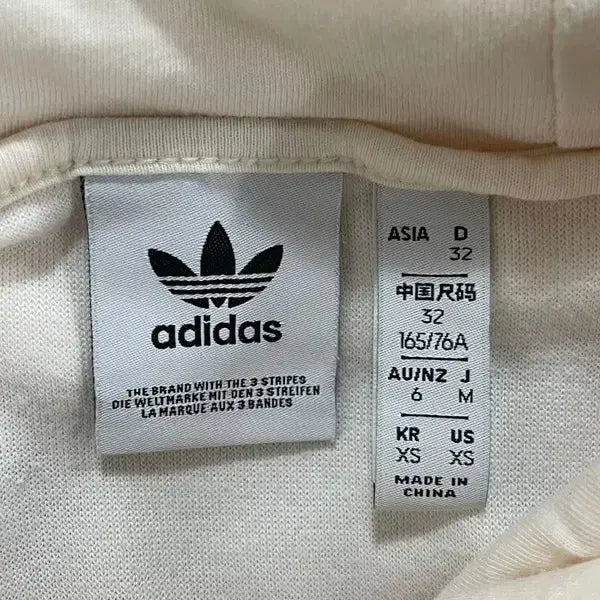 adidas
THE BRAND WITH THE 3 STRIPES
DIE WELTMARKE MIT DEN 3 STREIFEN
LA MARQUE AUX 3 BANDES
ASIA D
32
中国尺码
32
165/76A
AU/NZ J
6 M
KR US
XS XS
MADE IN
CHINA